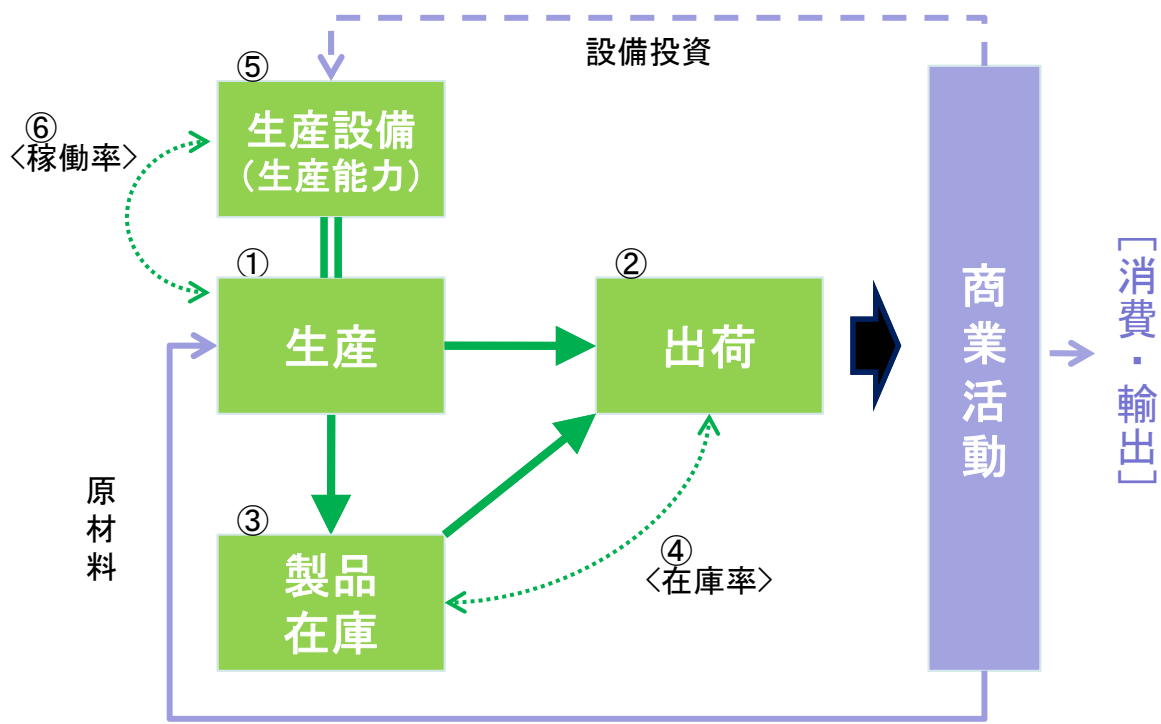 設備投資
⑤
生産設備
（生産能力）
⑥
〈稼働率〉
①
生産
②
出荷
商業活動
［消費・輸出］
原材料
③
製品
在庫
④
〈在庫率〉